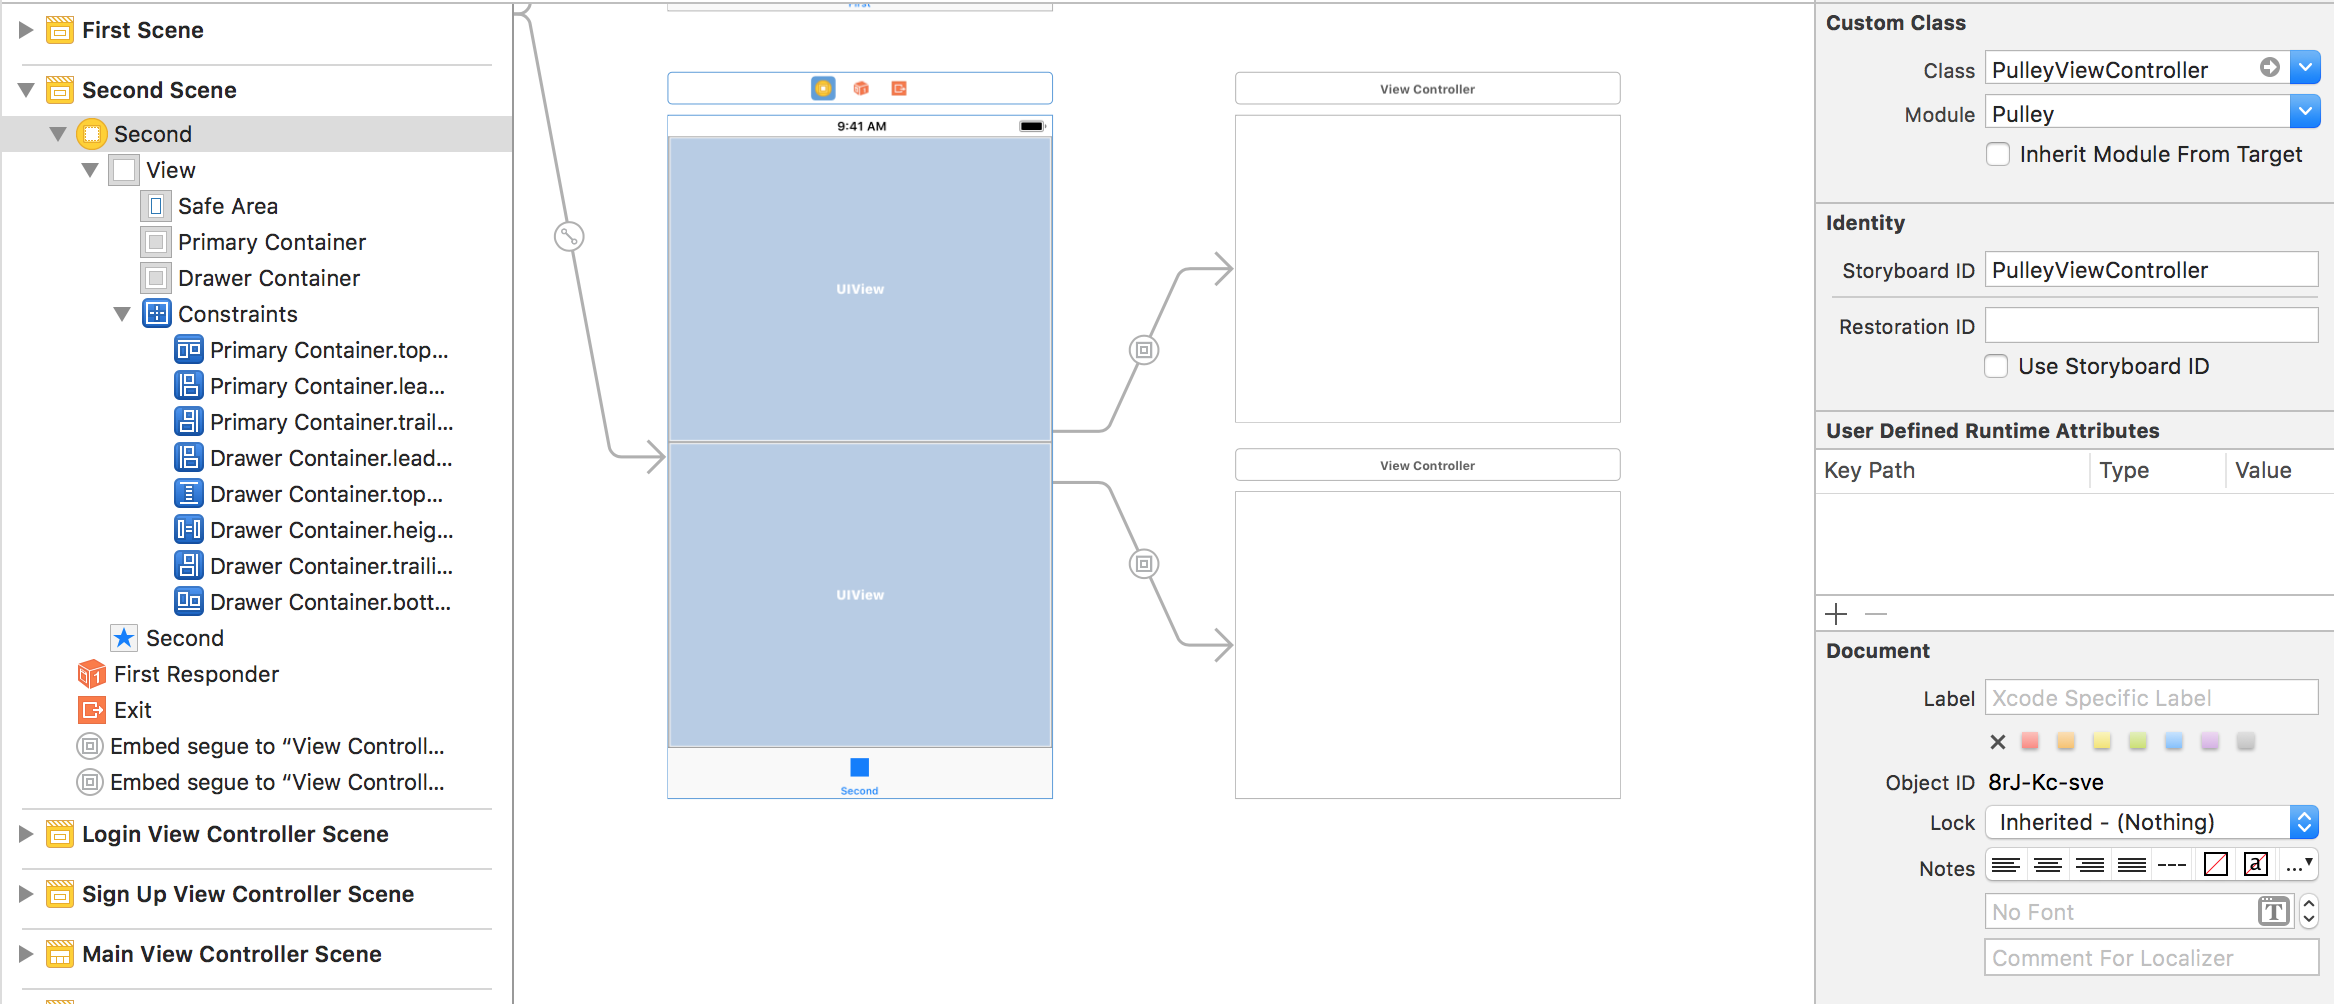 First Scene
Second Scene
Second
View
Safe Area
Primary Container
Drawer Container
Constraints
Primary Container.top...
Primary Container.lea...
Primary Container.trail...
Drawer Container.lead...
Drawer Container.top...
Drawer Container.heig...
Drawer Container.traili...
Drawer Container.bott...
Second
First Responder
Exit
Embed segue to “View Controll...
Embed segue to “View Controll...
Login View Controller Scene
Sign Up View Controller Scene
Main View Controller Scene
First
9:41 AM
UIView
UIView
Second
View Controller
View Controller
Custom Class
Class PulleyViewController
Module Pulley
Inherit Module From Target
Identity
Storyboard ID PulleyViewController
Restoration ID
Use Storyboard ID
User Defined Runtime Attributes
Key Path Type Value
Document
Label Xcode Specific Label
Object ID 8rJ-Kc-sve
Lock Inherited - (Nothing)
Notes a ...
No Font T
Comment For Localizer